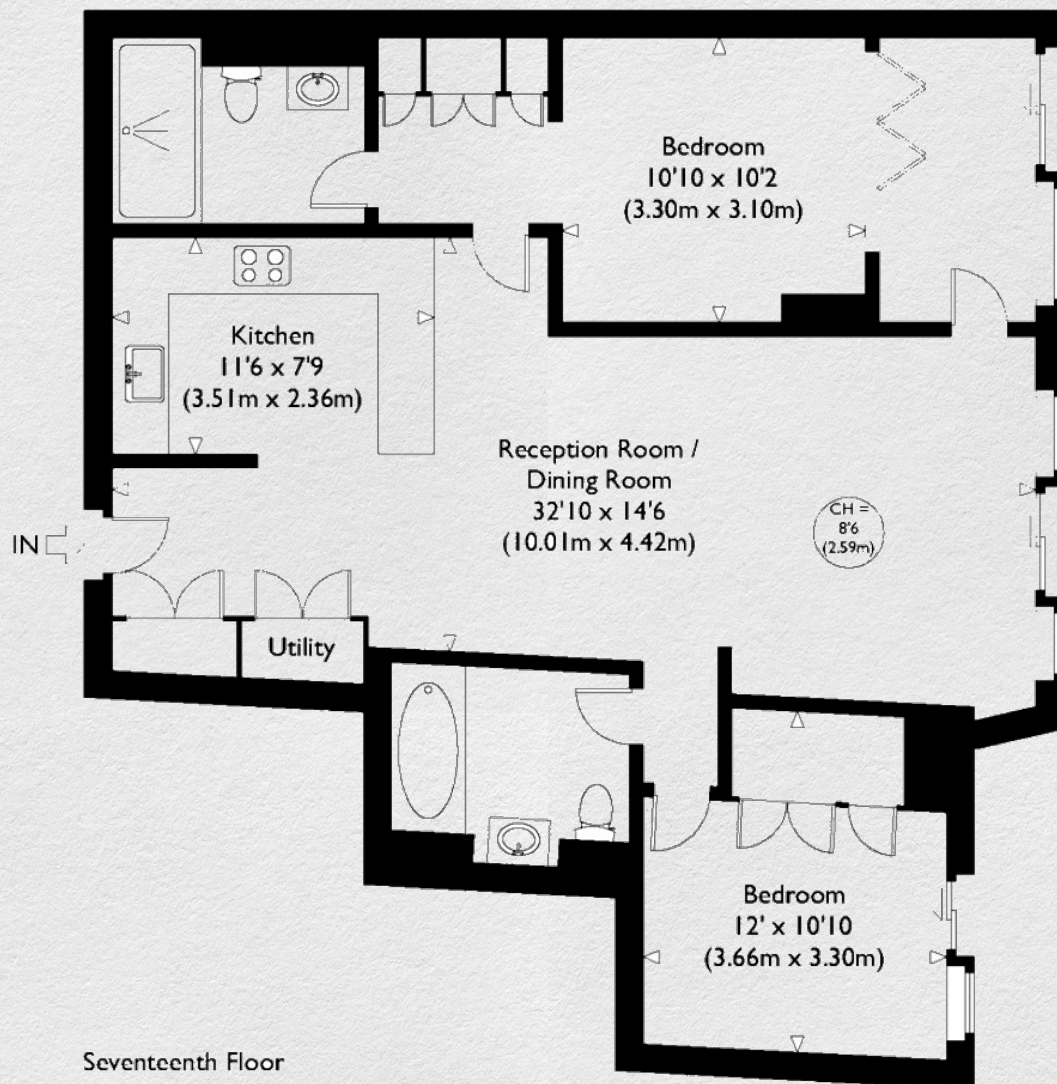 Bedroom
10'10 x 10'2
(3.30m x 3.10m)
Kitchen
11'6 x 7'9
(3.51m x 2.36m)
Reception Room /
Dining Room
32'10 x 14'6
(10.01m x 4.42m)
CH =
8'6
(2.59m)
IN
Utility
Bedroom
12' x 10'10
(3.66m x 3.30m)
Seventeenth Floor